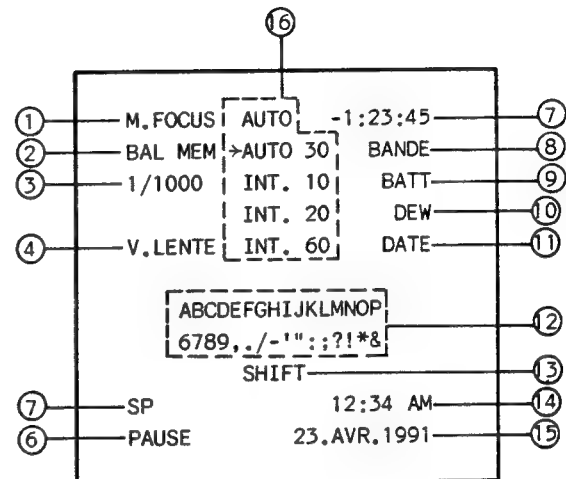 16
1 M.FOCUS AUTO -1:23:45 7
2 BAL MEM →AUTO 30 BANDE 8
3 1/1000 INT. 10 BATT 9
INT. 20 DEW 10
4 V.LENTE INT. 60 DATE 11
ABCDEFGHIJKLMNOP
6789,./-'":;?!*& 12
SHIFT 13
7 SP 12:34 AM 14
6 PAUSE 23.AVR.1991 15